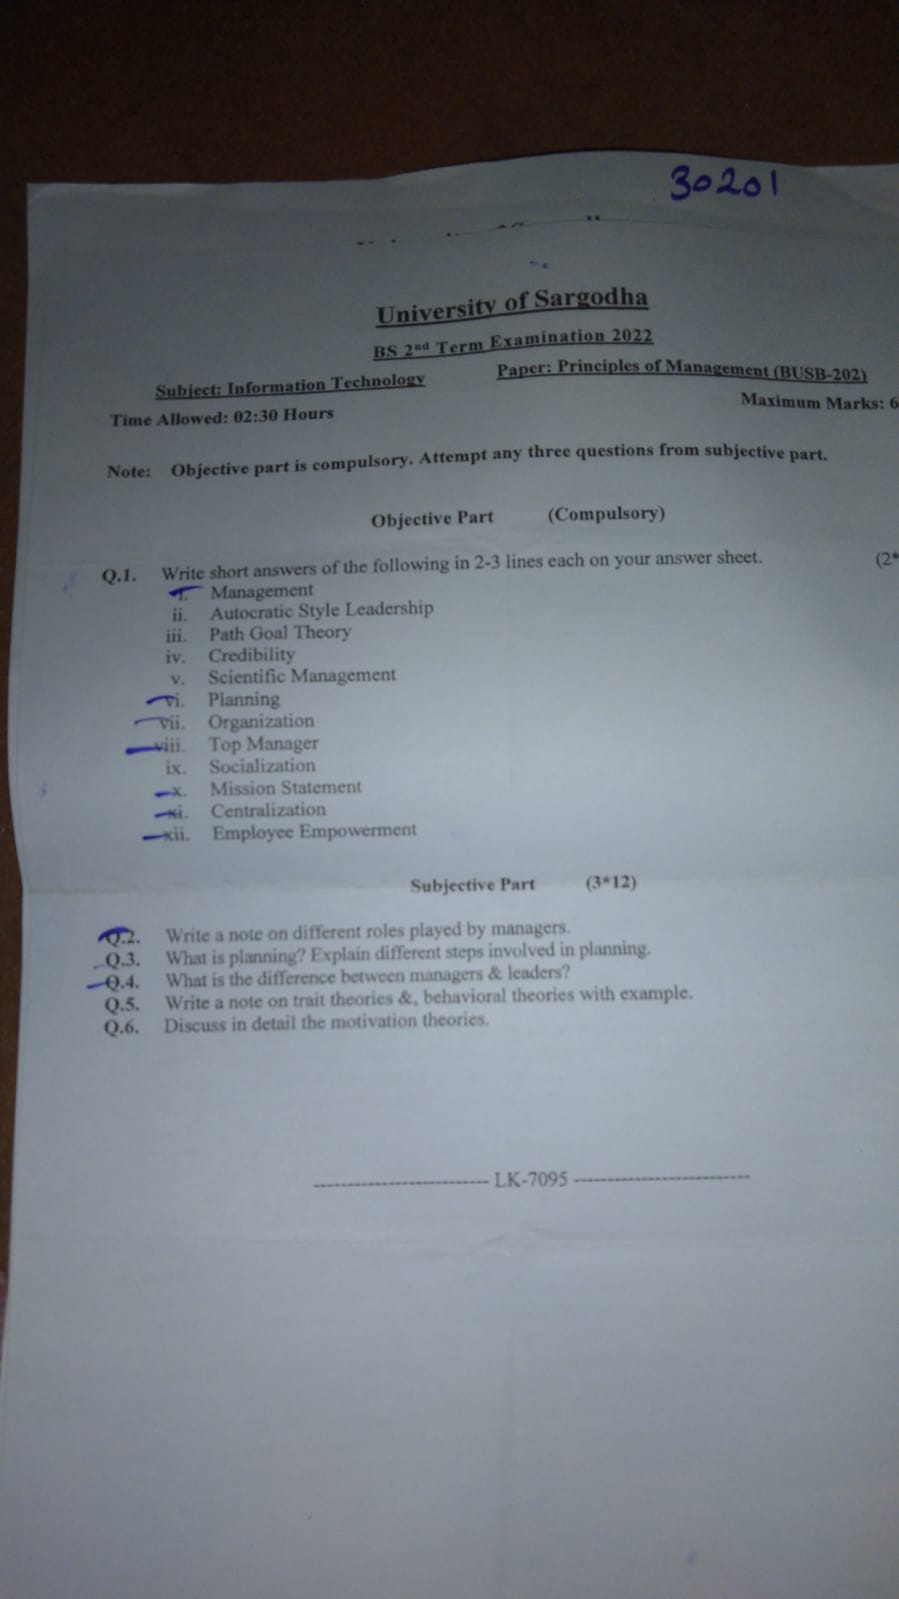 30201
University of Sargodha
BS 2nd Term Examination 2022
Subject: Information Technology Paper: Principles of Management (BUSB-202)
Time Allowed: 02:30 Hours Maximum Marks: 6
Note: Objective part is compulsory. Attempt any three questions from subjective part.
Objective Part (Compulsory)
Q.1. Write short answers of the following in 2-3 lines each on your answer sheet. (2*
i. Management
ii. Autocratic Style Leadership
iii. Path Goal Theory
iv. Credibility
v. Scientific Management
vi. Planning
vii. Organization
viii. Top Manager
ix. Socialization
x. Mission Statement
xi. Centralization
xii. Employee Empowerment
Subjective Part (3*12)
Q.2. Write a note on different roles played by managers.
Q.3. What is planning? Explain different steps involved in planning.
Q.4. What is the difference between managers & leaders?
Q.5. Write a note on trait theories &, behavioral theories with example.
Q.6. Discuss in detail the motivation theories.
-------------------------- LK-7095 --------------------------